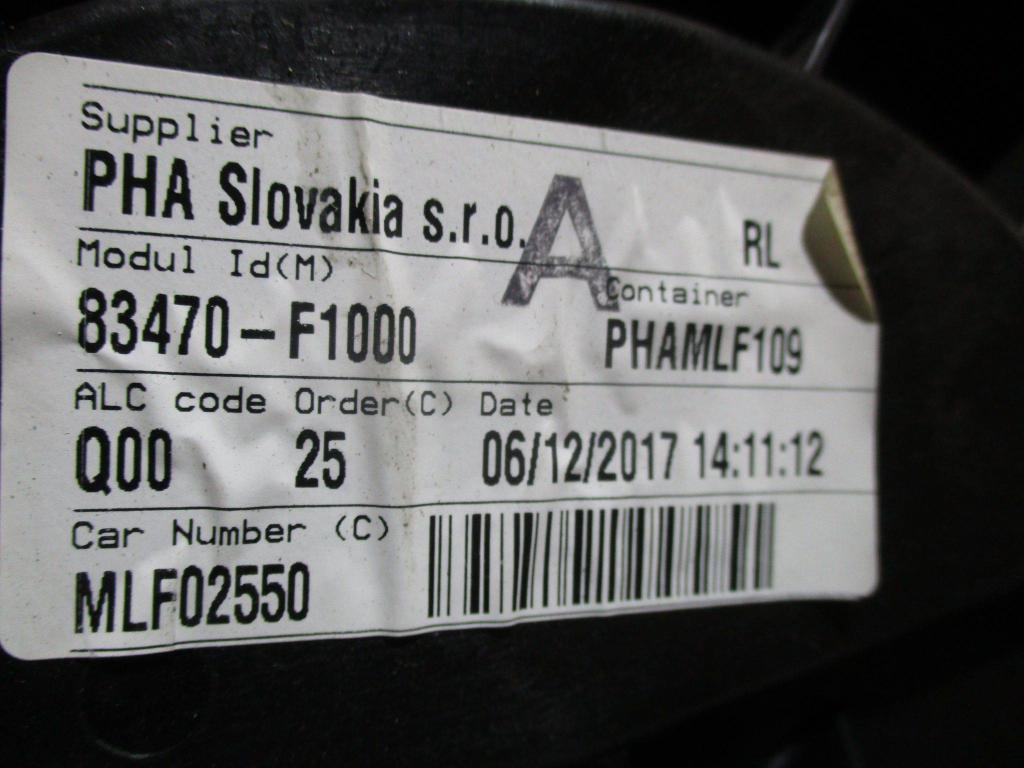 Supplier
PHA Slovakia s.r.o.
A
RL
Modul Id(M)
Container
83470-F1000
PHAMLF109
ALC code Order(C) Date
Q00 25 06/12/2017 14:11:12
Car Number (C)
MLF02550